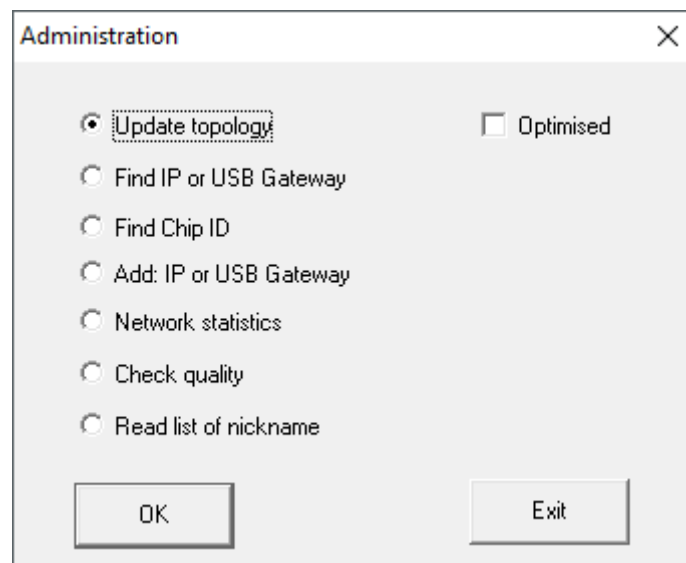 Administration
Update topology
Optimised
Find IP or USB Gateway
Find Chip ID
Add: IP or USB Gateway
Network statistics
Check quality
Read list of nickname
OK
Exit